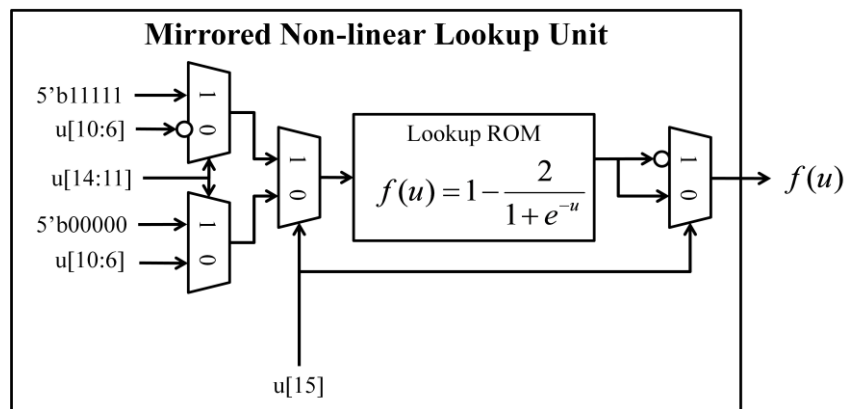 Mirrored Non-linear Lookup Unit
5'b11111
1
u[10:6]
0
u[14:11]
5'b00000
1
u[10:6]
0
1
0
Lookup ROM
f(u) = 1 - 2 / (1 + e^{-u})
1
0
f(u)
u[15]